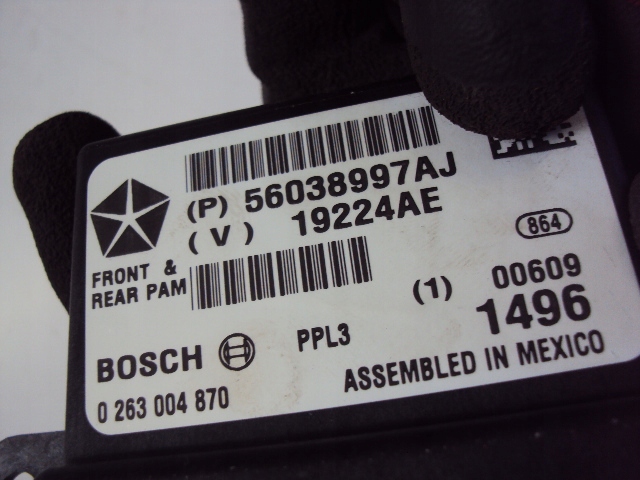 (P) 56038997AJ
(V) 19224AE
864
FRONT &
REAR PAM
(1) 00609
1496
BOSCH PPL3
ASSEMBLED IN MEXICO
0 263 004 870